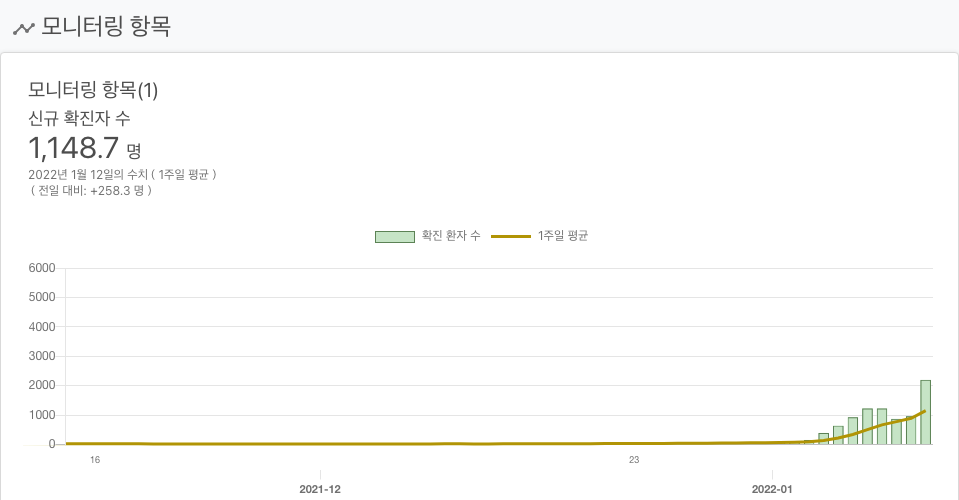 모니터링 항목
모니터링 항목(1)
신규 확진자 수
1,148.7 명
2022년 1월 12일의 수치 ( 1주일 평균 )
( 전일 대비: +258.3 명 )
확진 환자 수 1주일 평균
6000
5000
4000
3000
2000
1000
0
16 23
2021-12 2022-01